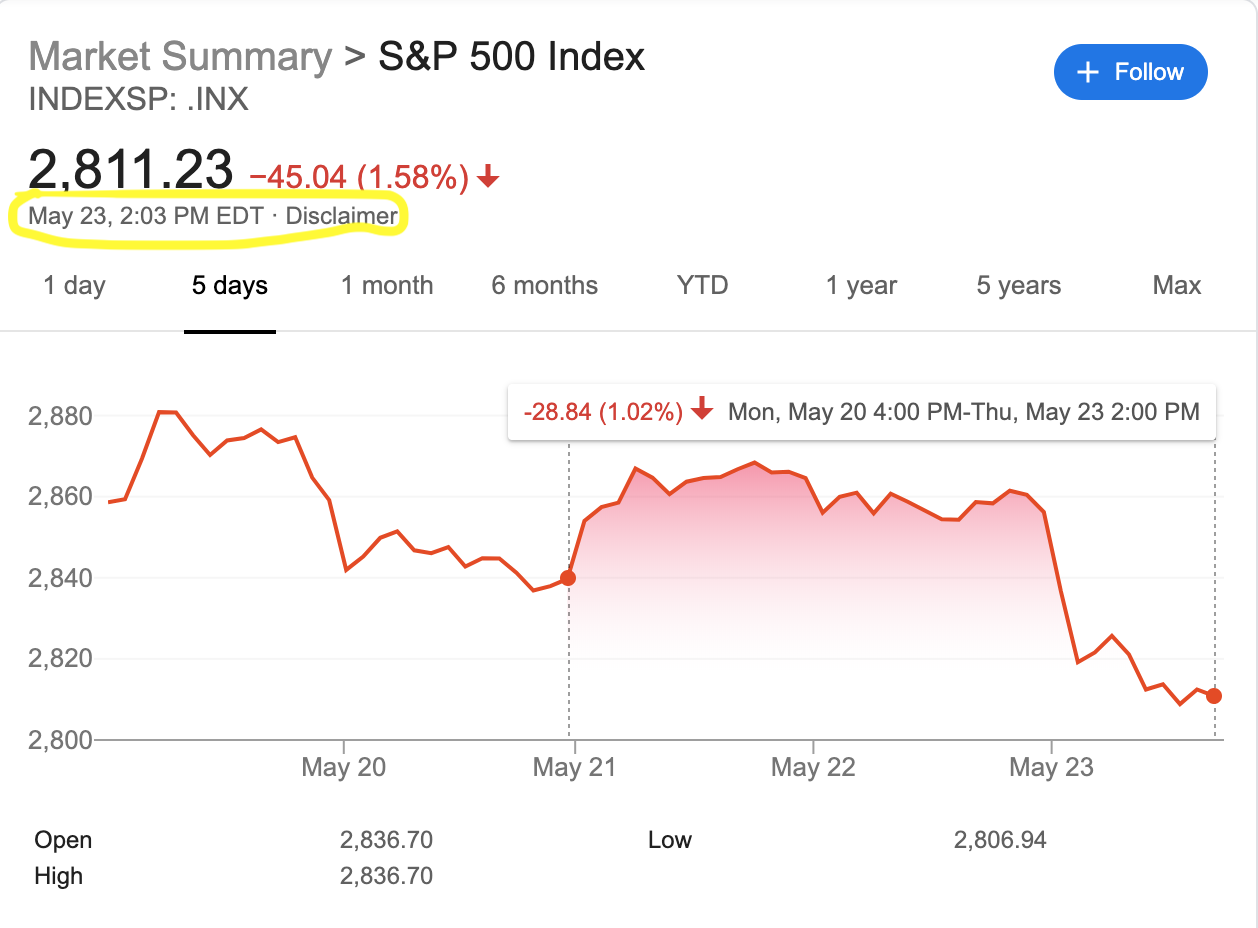 Market Summary > S&P 500 Index
+ Follow
INDEXSP: .INX
2,811.23 −45.04 (1.58%) ↓
May 23, 2:03 PM EDT · Disclaimer
1 day 5 days 1 month 6 months YTD 1 year 5 years Max
-28.84 (1.02%) ↓ Mon, May 20 4:00 PM-Thu, May 23 2:00 PM
2,880
2,860
2,840
2,820
2,800
May 20 May 21 May 22 May 23
Open 2,836.70 Low 2,806.94
High 2,836.70